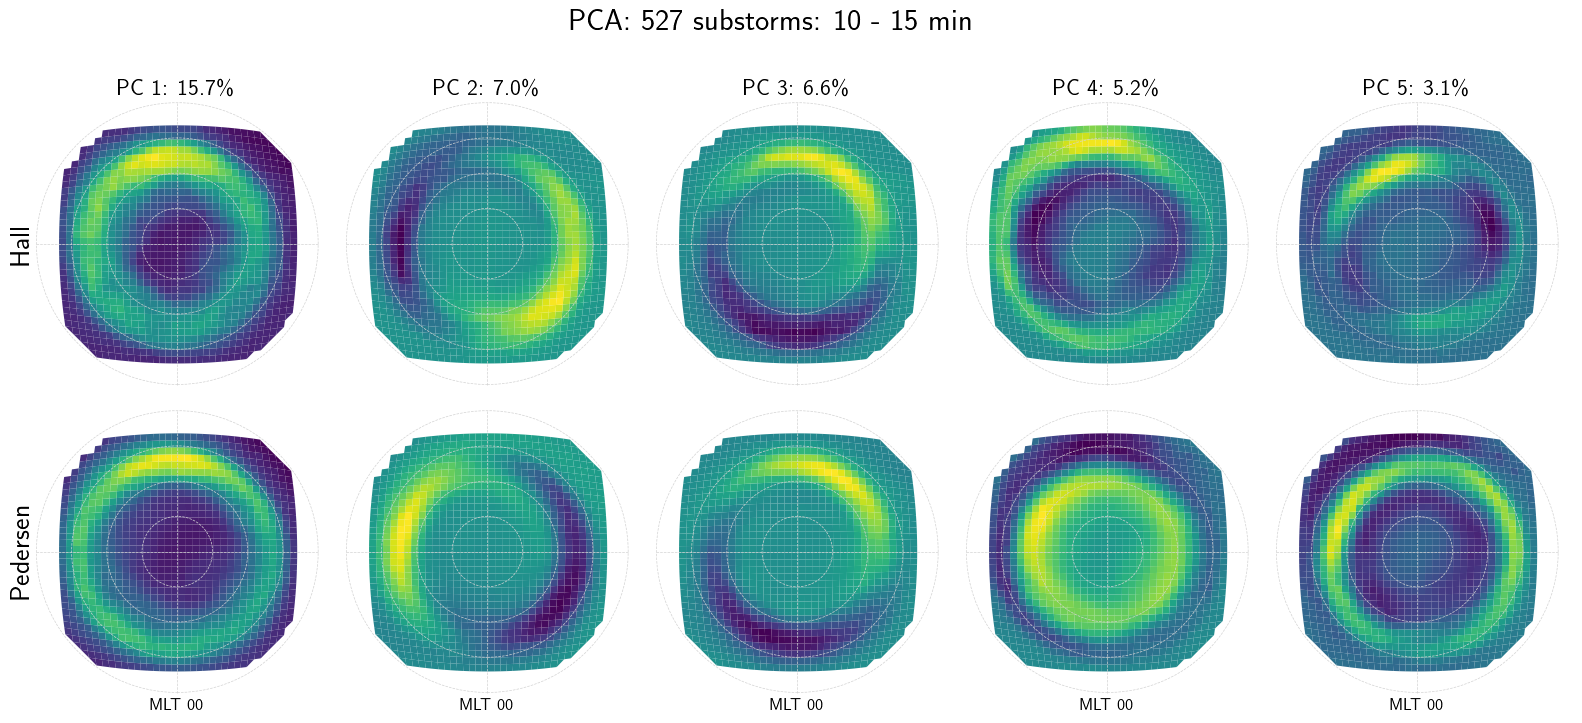 PCA: 527 substorms: 10 - 15 min
PC 1: 15.7%
PC 2: 7.0%
PC 3: 6.6%
PC 4: 5.2%
PC 5: 3.1%
Hall
Pedersen
MLT 00
MLT 00
MLT 00
MLT 00
MLT 00